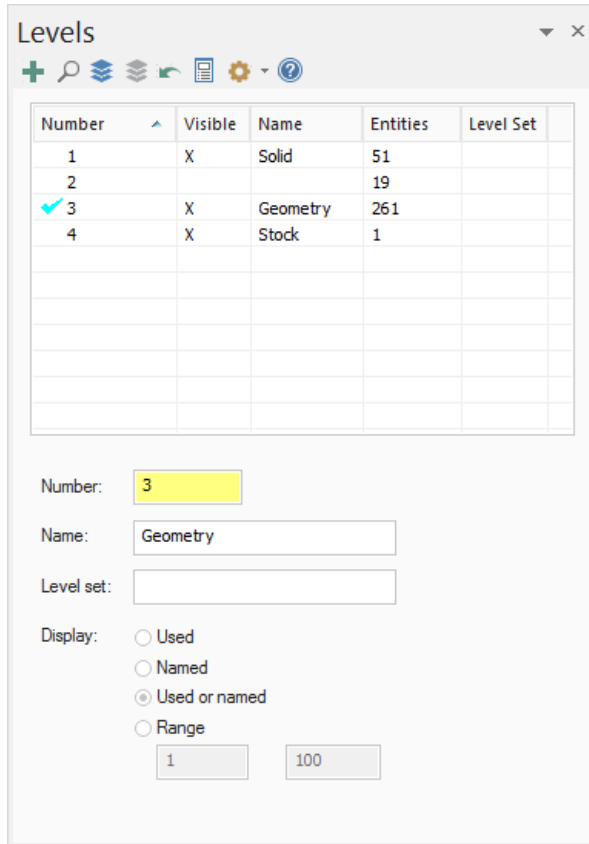 Levels
Number Visible Name Entities Level Set
1 X Solid 51
2 19
3 X Geometry 261
4 X Stock 1
Number: 3
Name: Geometry
Level set:
Display: Used
Named
Used or named
Range
1 100